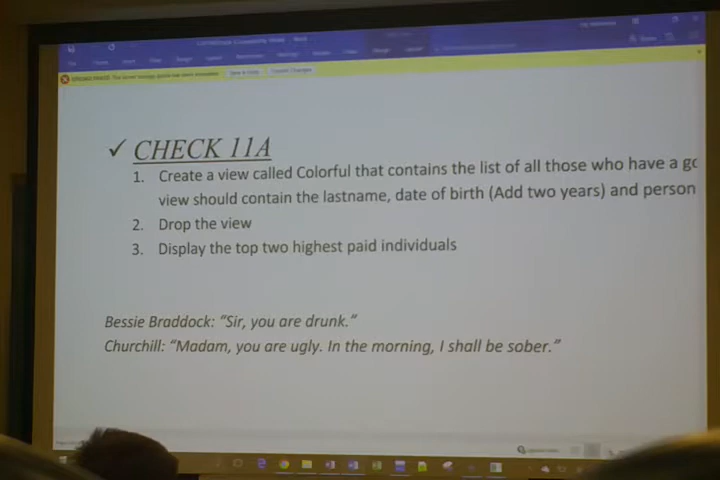 ✓ CHECK 11A
1. Create a view called Colorful that contains the list of all those who have a go
view should contain the lastname, date of birth (Add two years) and person
2. Drop the view
3. Display the top two highest paid individuals
Bessie Braddock: “Sir, you are drunk.“
Churchill: “Madam, you are ugly. In the morning, I shall be sober.”